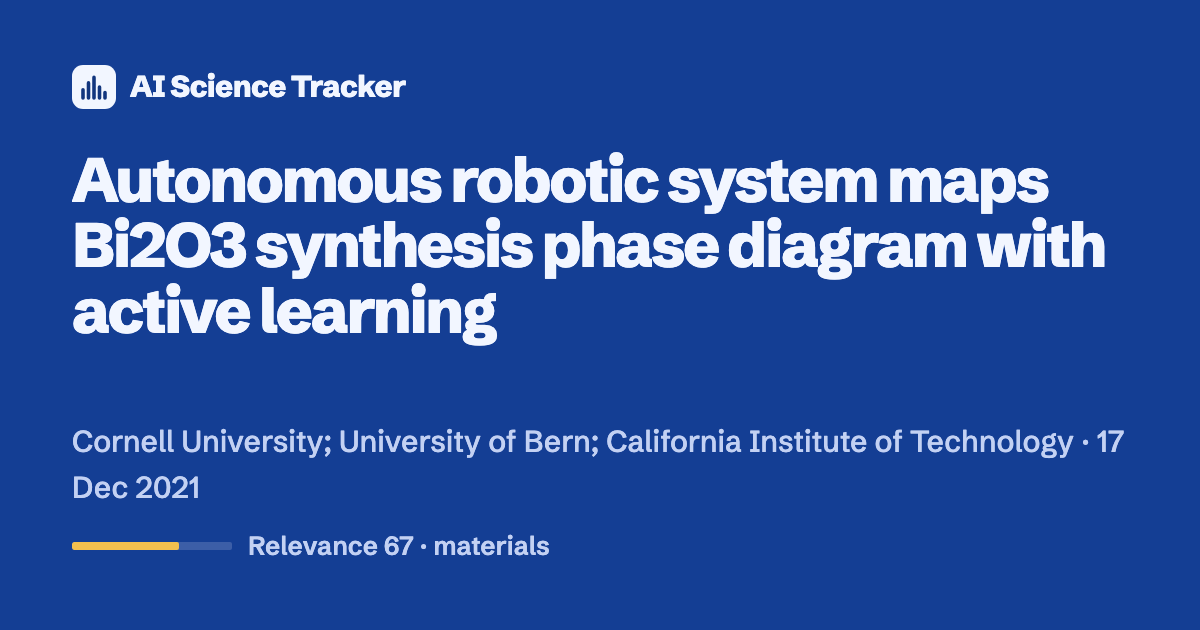 AI Science Tracker
Autonomous robotic system maps
Bi2O3 synthesis phase diagram with
active learning
Cornell University; University of Bern; California Institute of Technology · 17
Dec 2021
Relevance 67 · materials